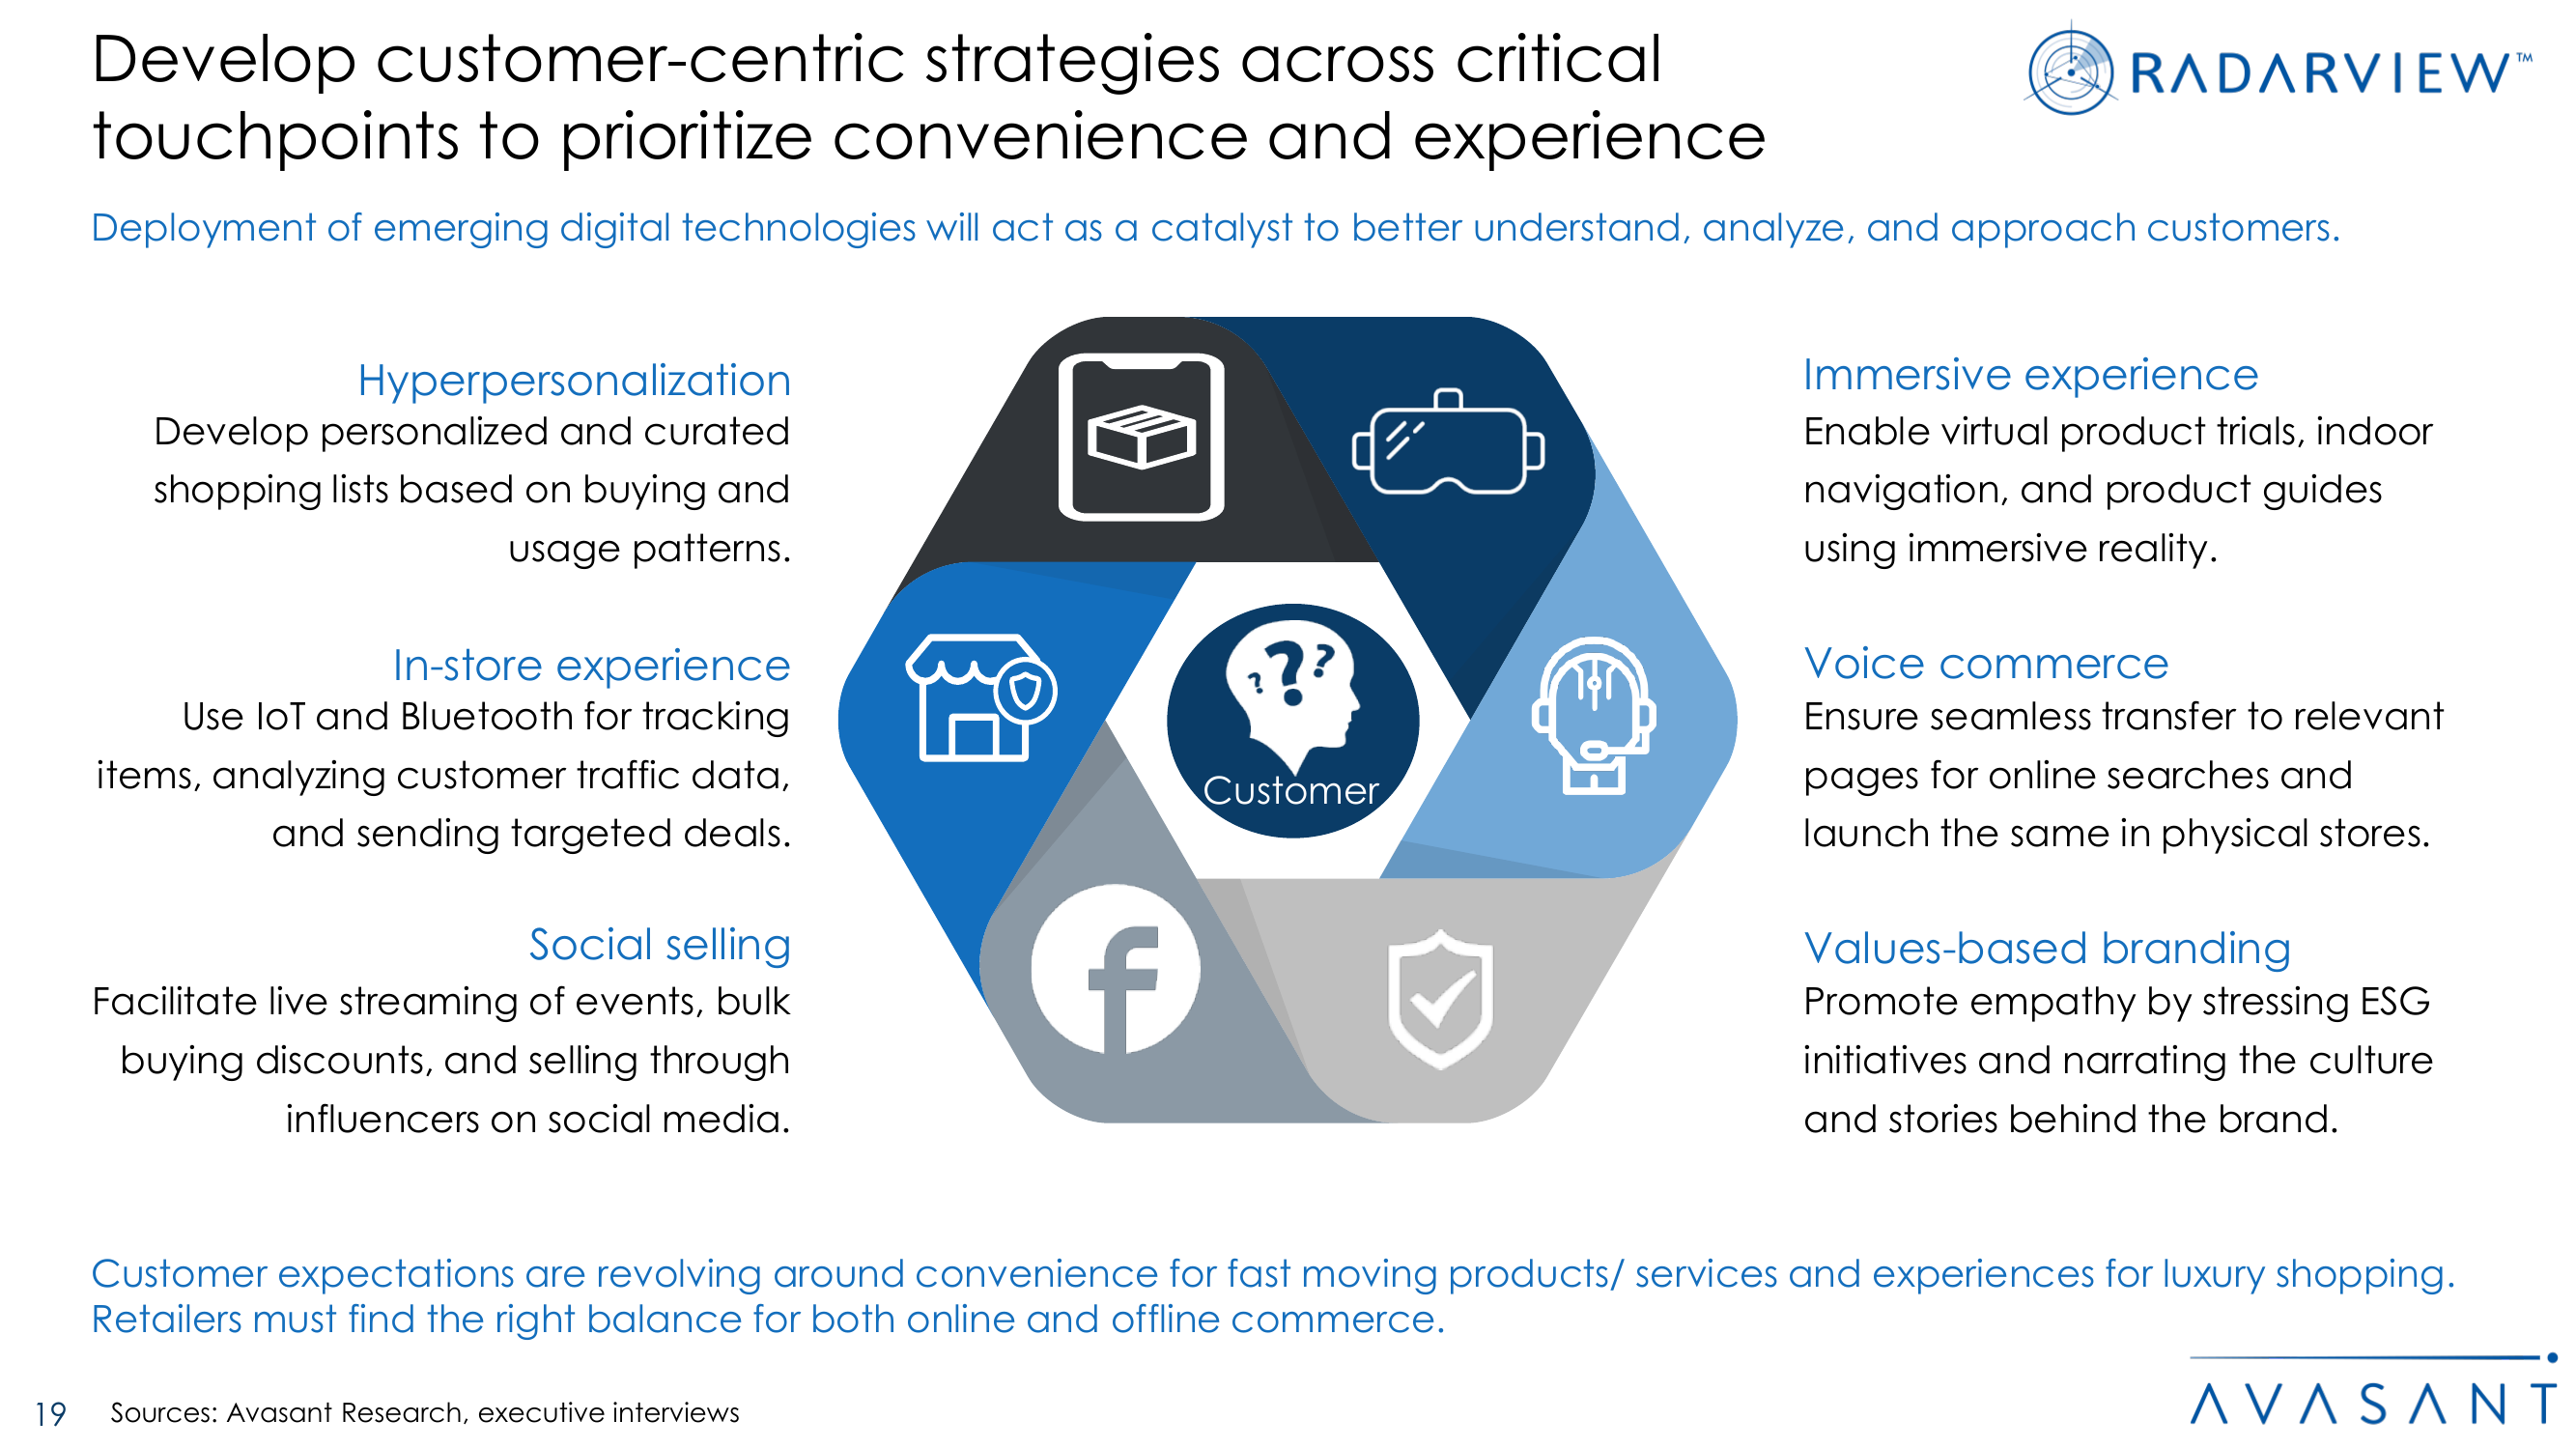 Develop customer-centric strategies across critical
touchpoints to prioritize convenience and experience
RADARVIEW™
Deployment of emerging digital technologies will act as a catalyst to better understand, analyze, and approach customers.
Hyperpersonalization
Develop personalized and curated
shopping lists based on buying and
usage patterns.
In-store experience
Use IoT and Bluetooth for tracking
items, analyzing customer traffic data,
and sending targeted deals.
Social selling
Facilitate live streaming of events, bulk
buying discounts, and selling through
influencers on social media.
? ? ?
Customer
f
Immersive experience
Enable virtual product trials, indoor
navigation, and product guides
using immersive reality.
Voice commerce
Ensure seamless transfer to relevant
pages for online searches and
launch the same in physical stores.
Values-based branding
Promote empathy by stressing ESG
initiatives and narrating the culture
and stories behind the brand.
Customer expectations are revolving around convenience for fast moving products/ services and experiences for luxury shopping.
Retailers must find the right balance for both online and offline commerce.
19
Sources: Avasant Research, executive interviews
AVASANT